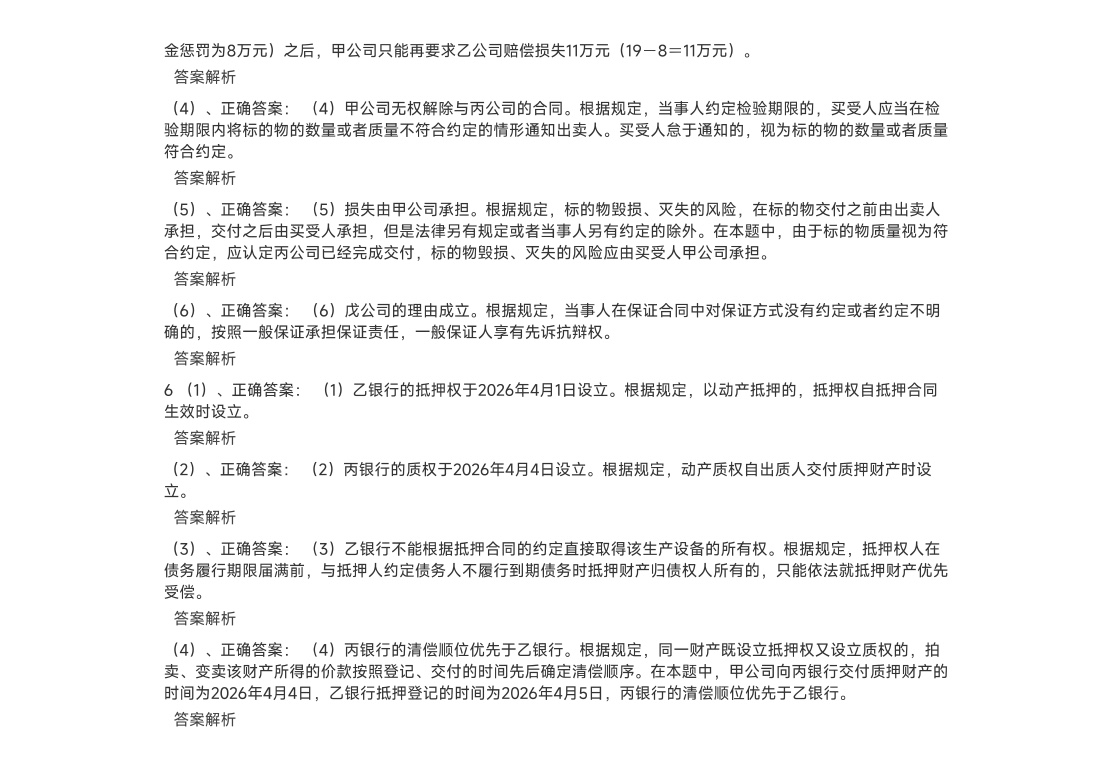 金惩罚为8万元）之后，甲公司只能再要求乙公司赔偿损失11万元（19－8＝11万元）。
答案解析
（4）、正确答案： （4）甲公司无权解除与丙公司的合同。根据规定，当事人约定检验期限的，买受人应当在检
验期限内将标的物的数量或者质量不符合约定的情形通知出卖人。买受人怠于通知的，视为标的物的数量或者质量
符合约定。
答案解析
（5）、正确答案： （5）损失由甲公司承担。根据规定，标的物毁损、灭失的风险，在标的物交付之前由出卖人
承担，交付之后由买受人承担，但是法律另有规定或者当事人另有约定的除外。在本题中，由于标的物质量视为符
合约定，应认定丙公司已经完成交付，标的物毁损、灭失的风险应由买受人甲公司承担。
答案解析
（6）、正确答案： （6）戊公司的理由成立。根据规定，当事人在保证合同中对保证方式没有约定或者约定不明
确的，按照一般保证承担保证责任，一般保证人享有先诉抗辩权。
答案解析
6 （1）、正确答案： （1）乙银行的抵押权于2026年4月1日设立。根据规定，以动产抵押的，抵押权自抵押合同
生效时设立。
答案解析
（2）、正确答案： （2）丙银行的质权于2026年4月4日设立。根据规定，动产质权自出质人交付质押财产时设
立。
答案解析
（3）、正确答案： （3）乙银行不能根据抵押合同的约定直接取得该生产设备的所有权。根据规定，抵押权人在
债务履行期限届满前，与抵押人约定债务人不履行到期债务时抵押财产归债权人所有的，只能依法就抵押财产优先
受偿。
答案解析
（4）、正确答案： （4）丙银行的清偿顺位优先于乙银行。根据规定，同一财产既设立抵押权又设立质权的，拍
卖、变卖该财产所得的价款按照登记、交付的时间先后确定清偿顺序。在本题中，甲公司向丙银行交付质押财产的
时间为2026年4月4日，乙银行抵押登记的时间为2026年4月5日，丙银行的清偿顺位优先于乙银行。
答案解析